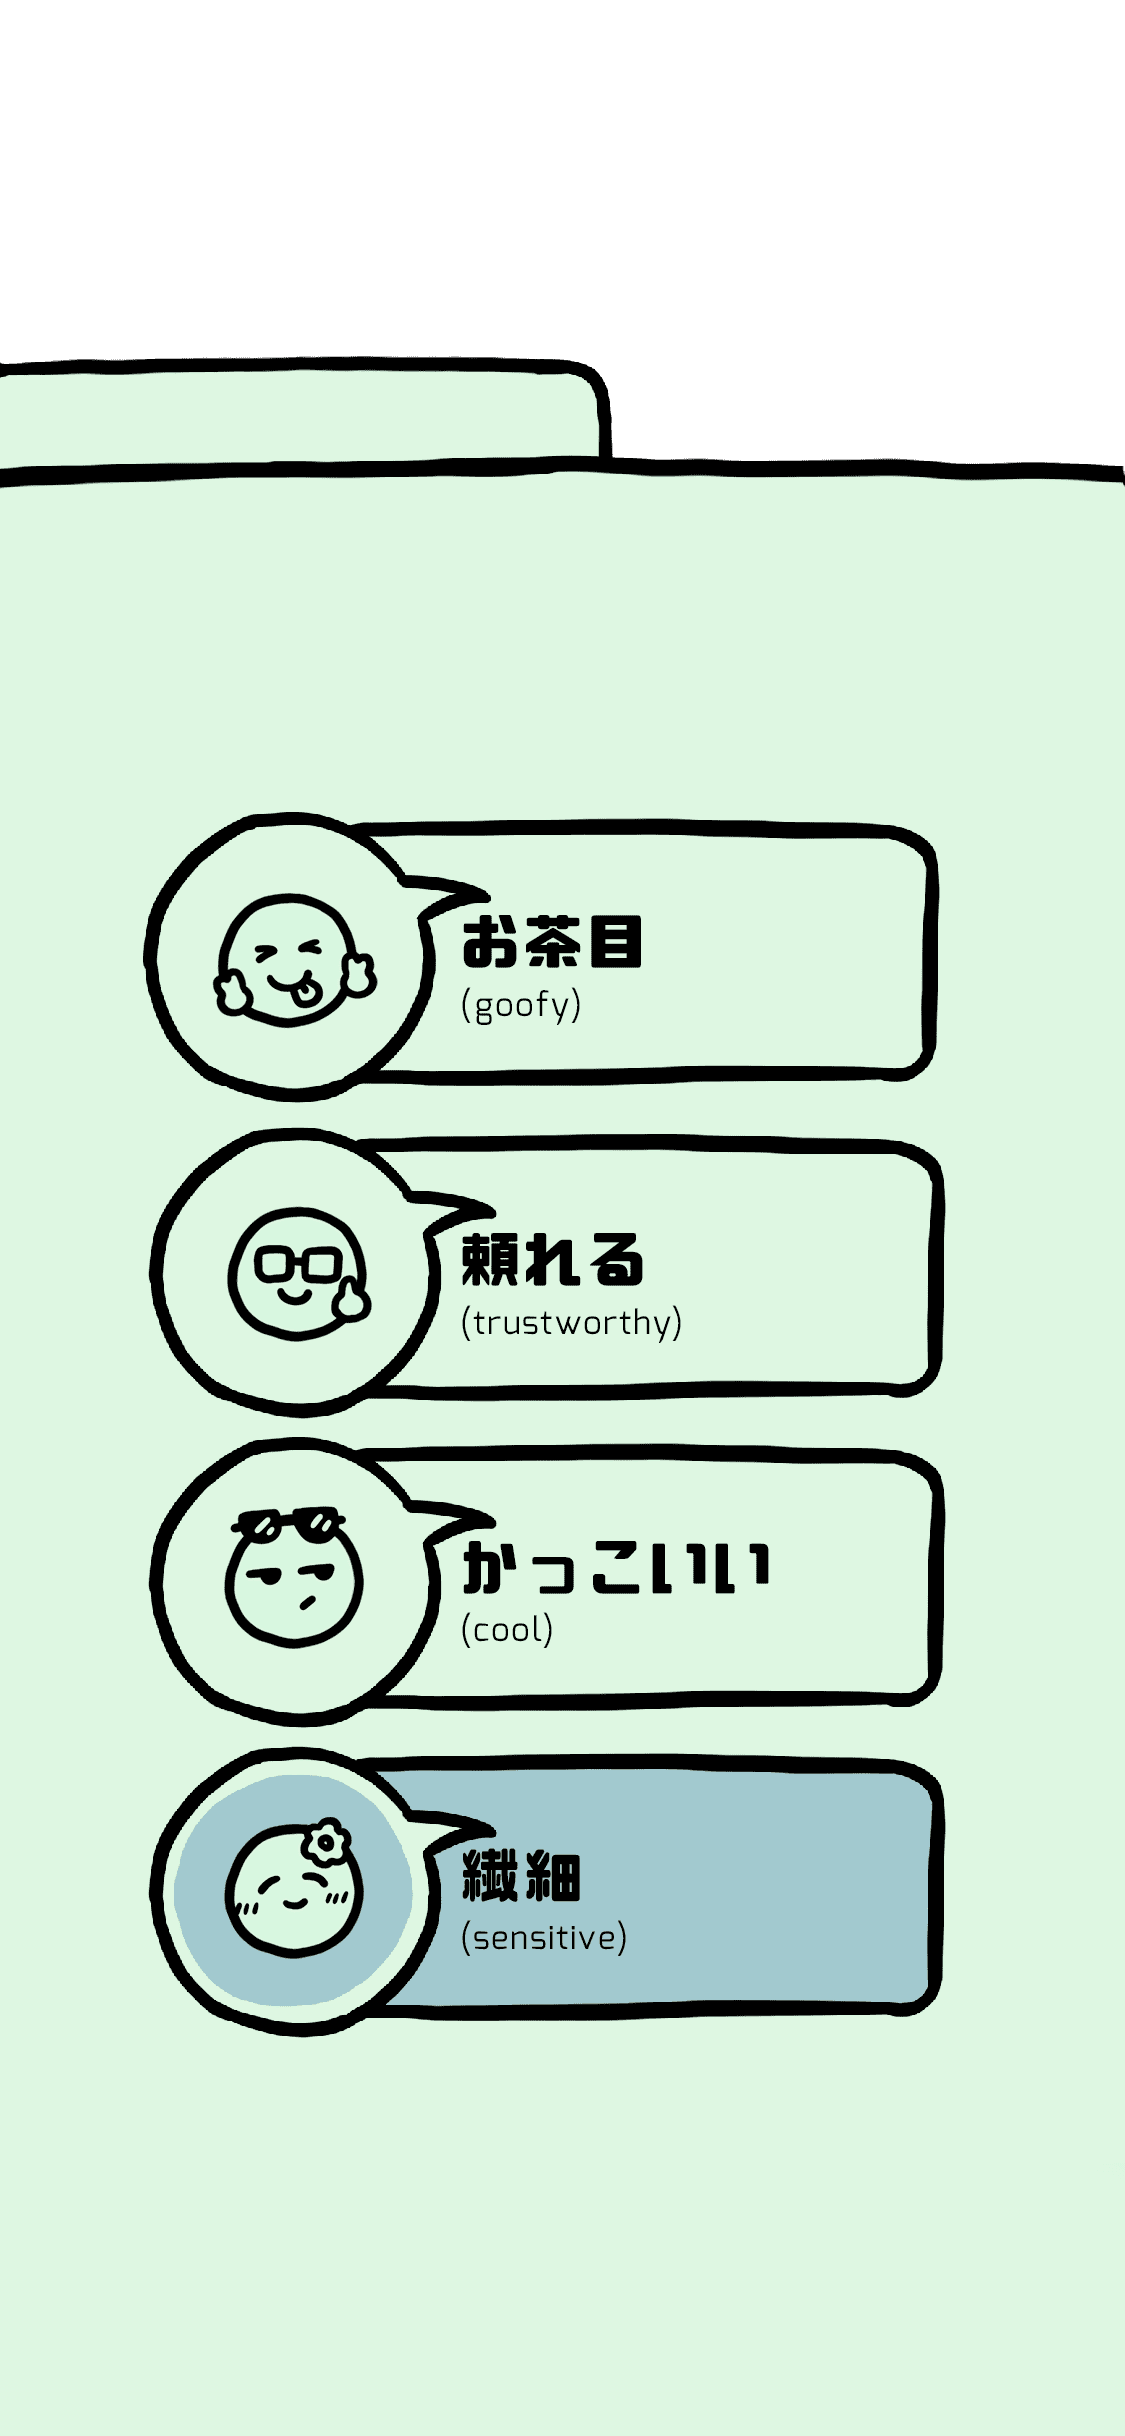 お茶目
(goofy)
頼れる
(trustworthy)
かっこいい
(cool)
繊細
(sensitive)